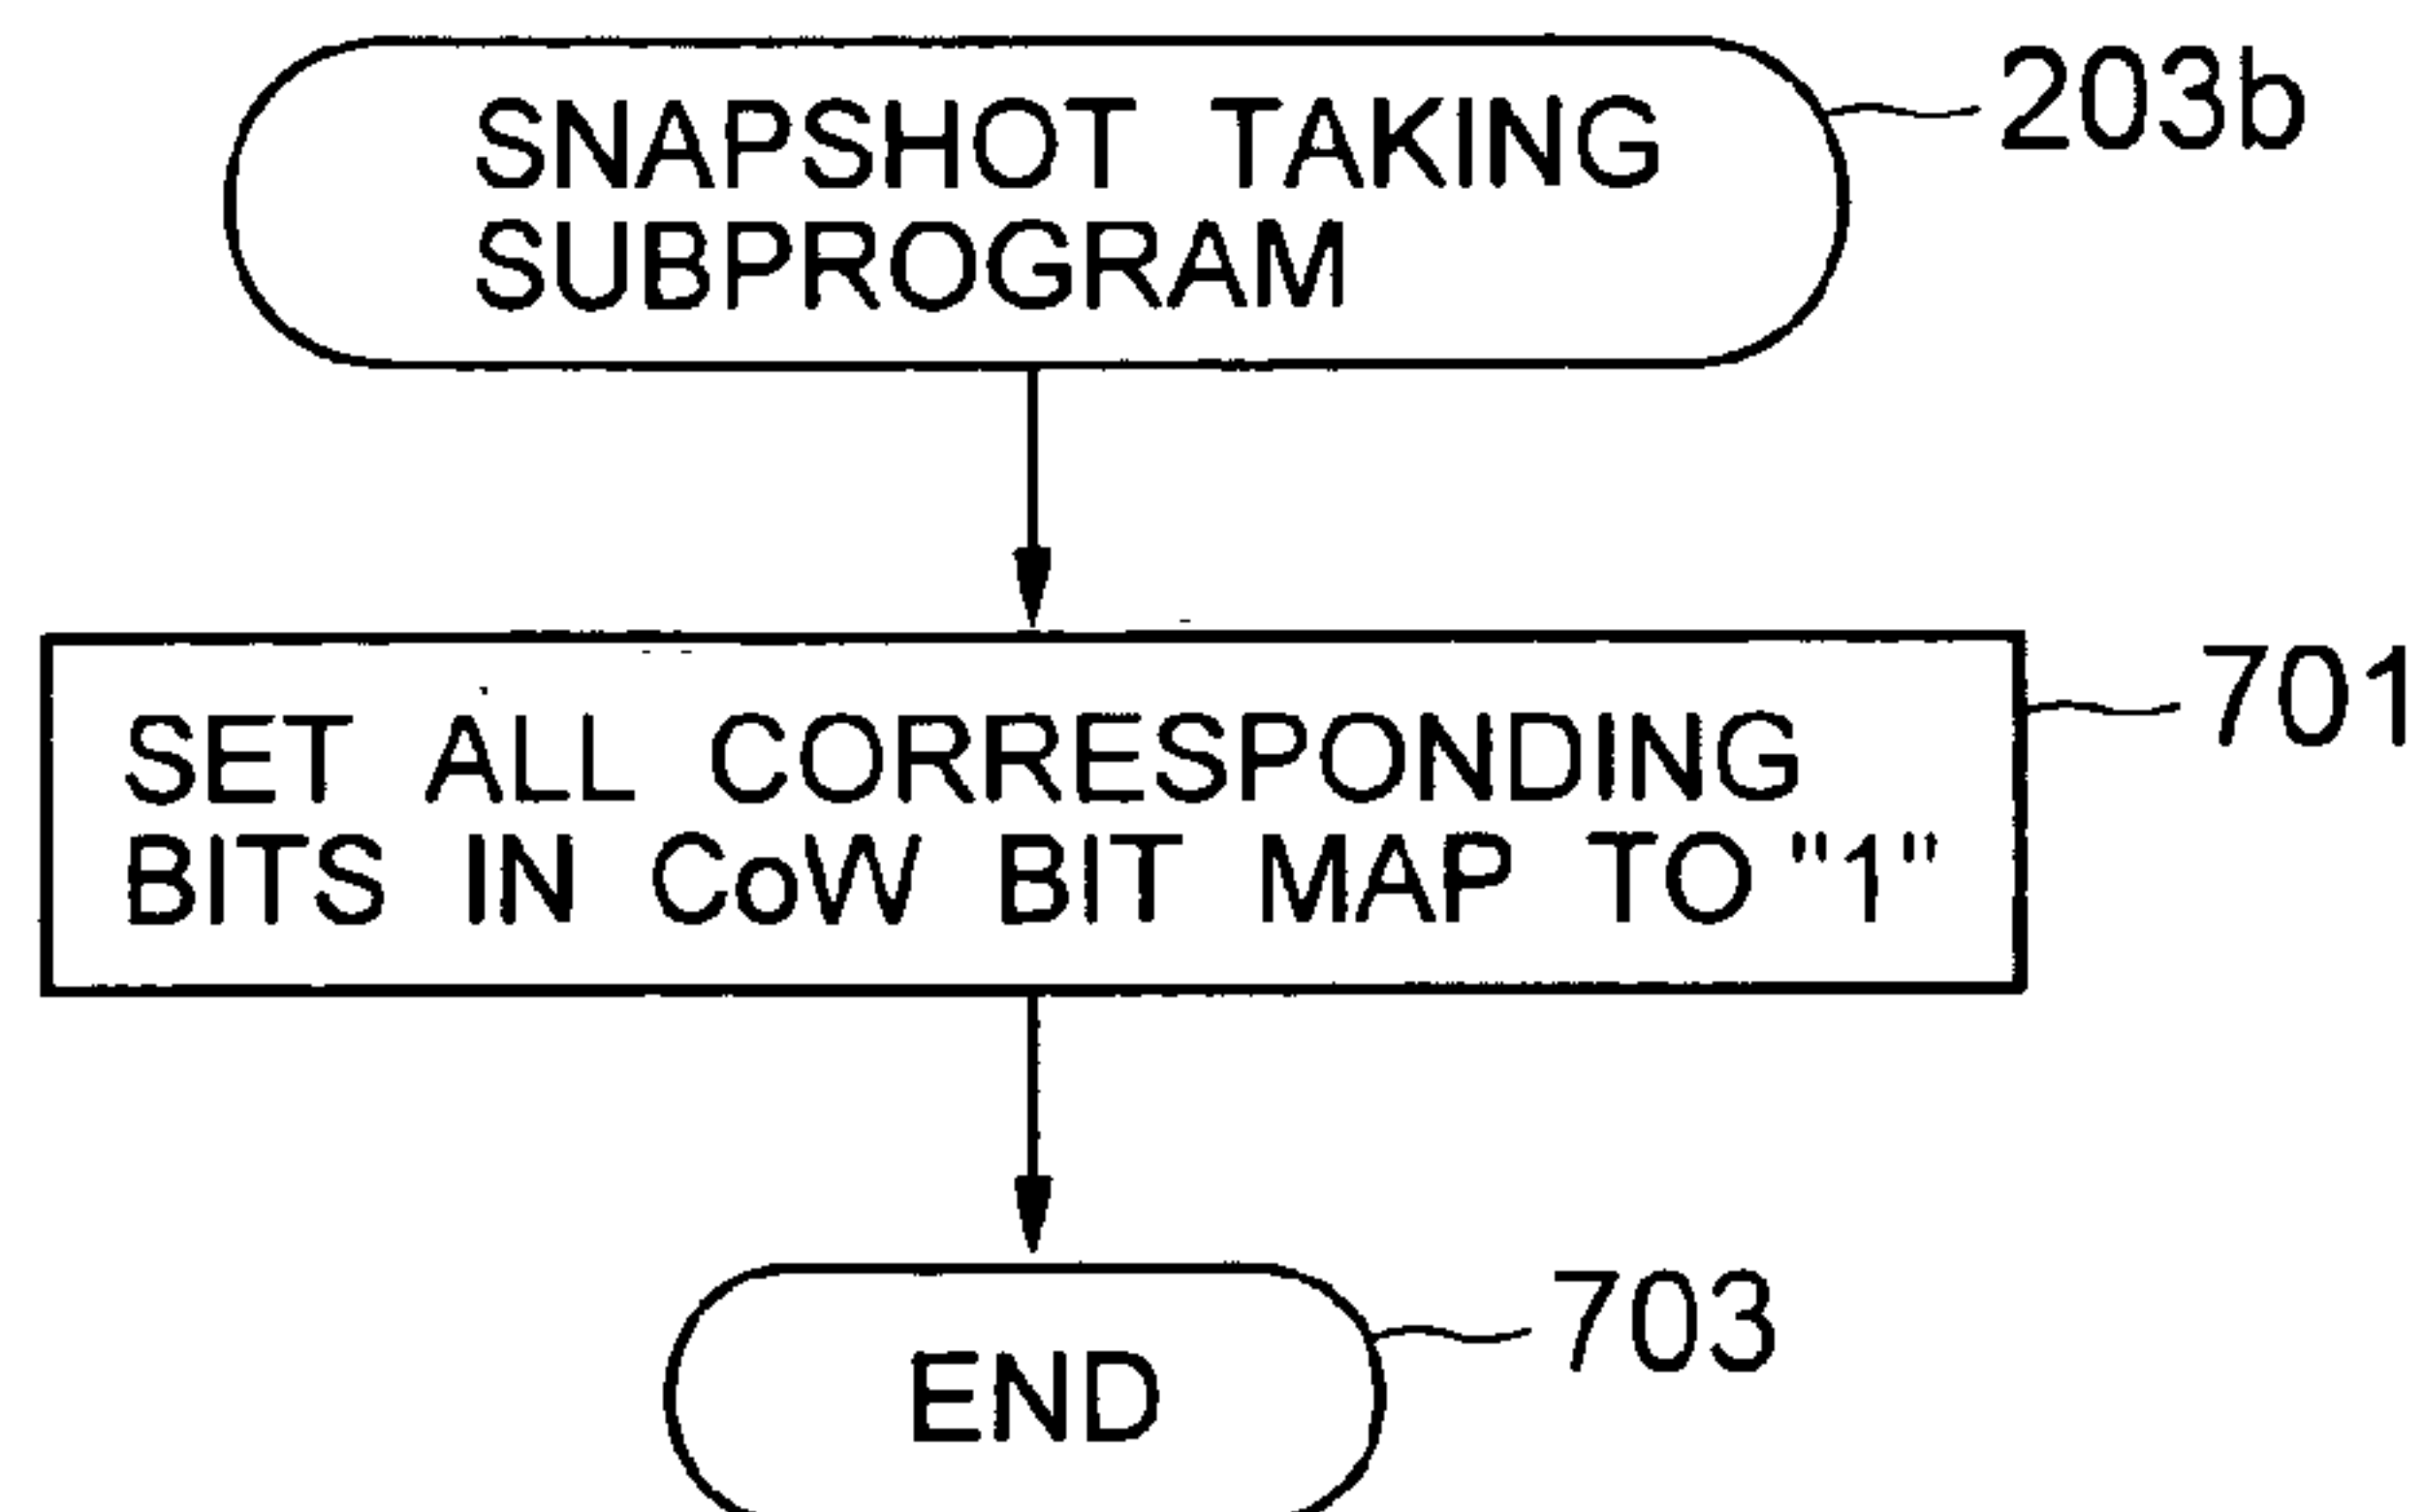 SNAPSHOT TAKING 203b
SUBPROGRAM
SET ALL CORRESPONDING 701
BITS IN CoW BIT MAP TO "1"
END 703